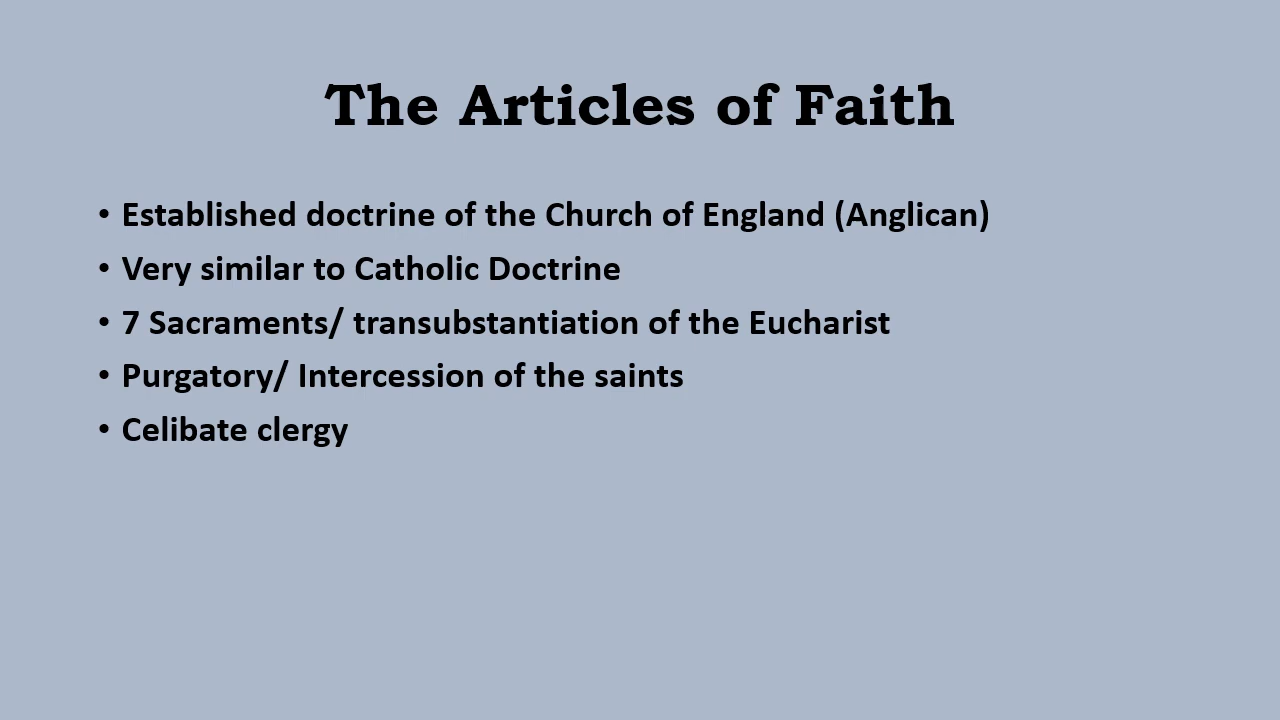 The Articles of Faith
• Established doctrine of the Church of England (Anglican)
• Very similar to Catholic Doctrine
• 7 Sacraments/ transubstantiation of the Eucharist
• Purgatory/ Intercession of the saints
• Celibate clergy